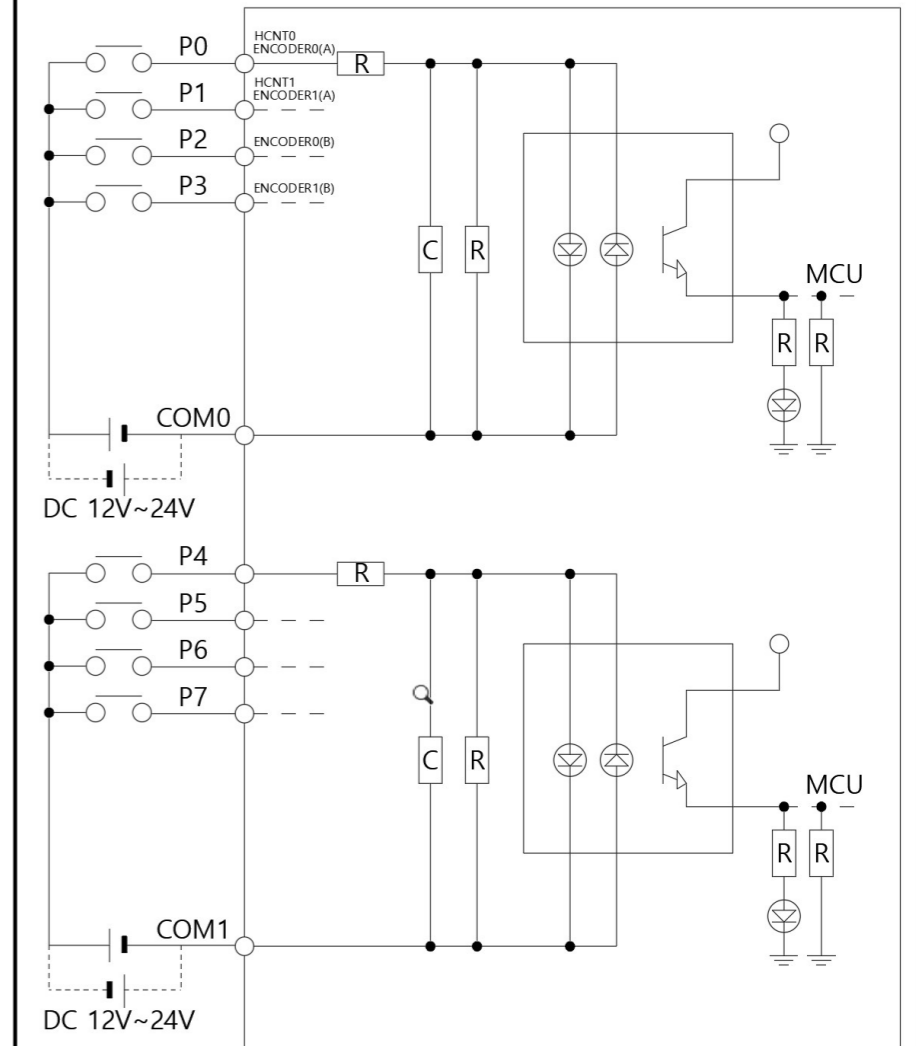 P0
HCNT0
ENCODER0(A)
R
P1
HCNT1
ENCODER1(A)
P2
ENCODER0(B)
P3
ENCODER1(B)
C
R
MCU
R
R
COM0
DC 12V~24V
P4
R
P5
P6
P7
C
R
MCU
R
R
COM1
DC 12V~24V